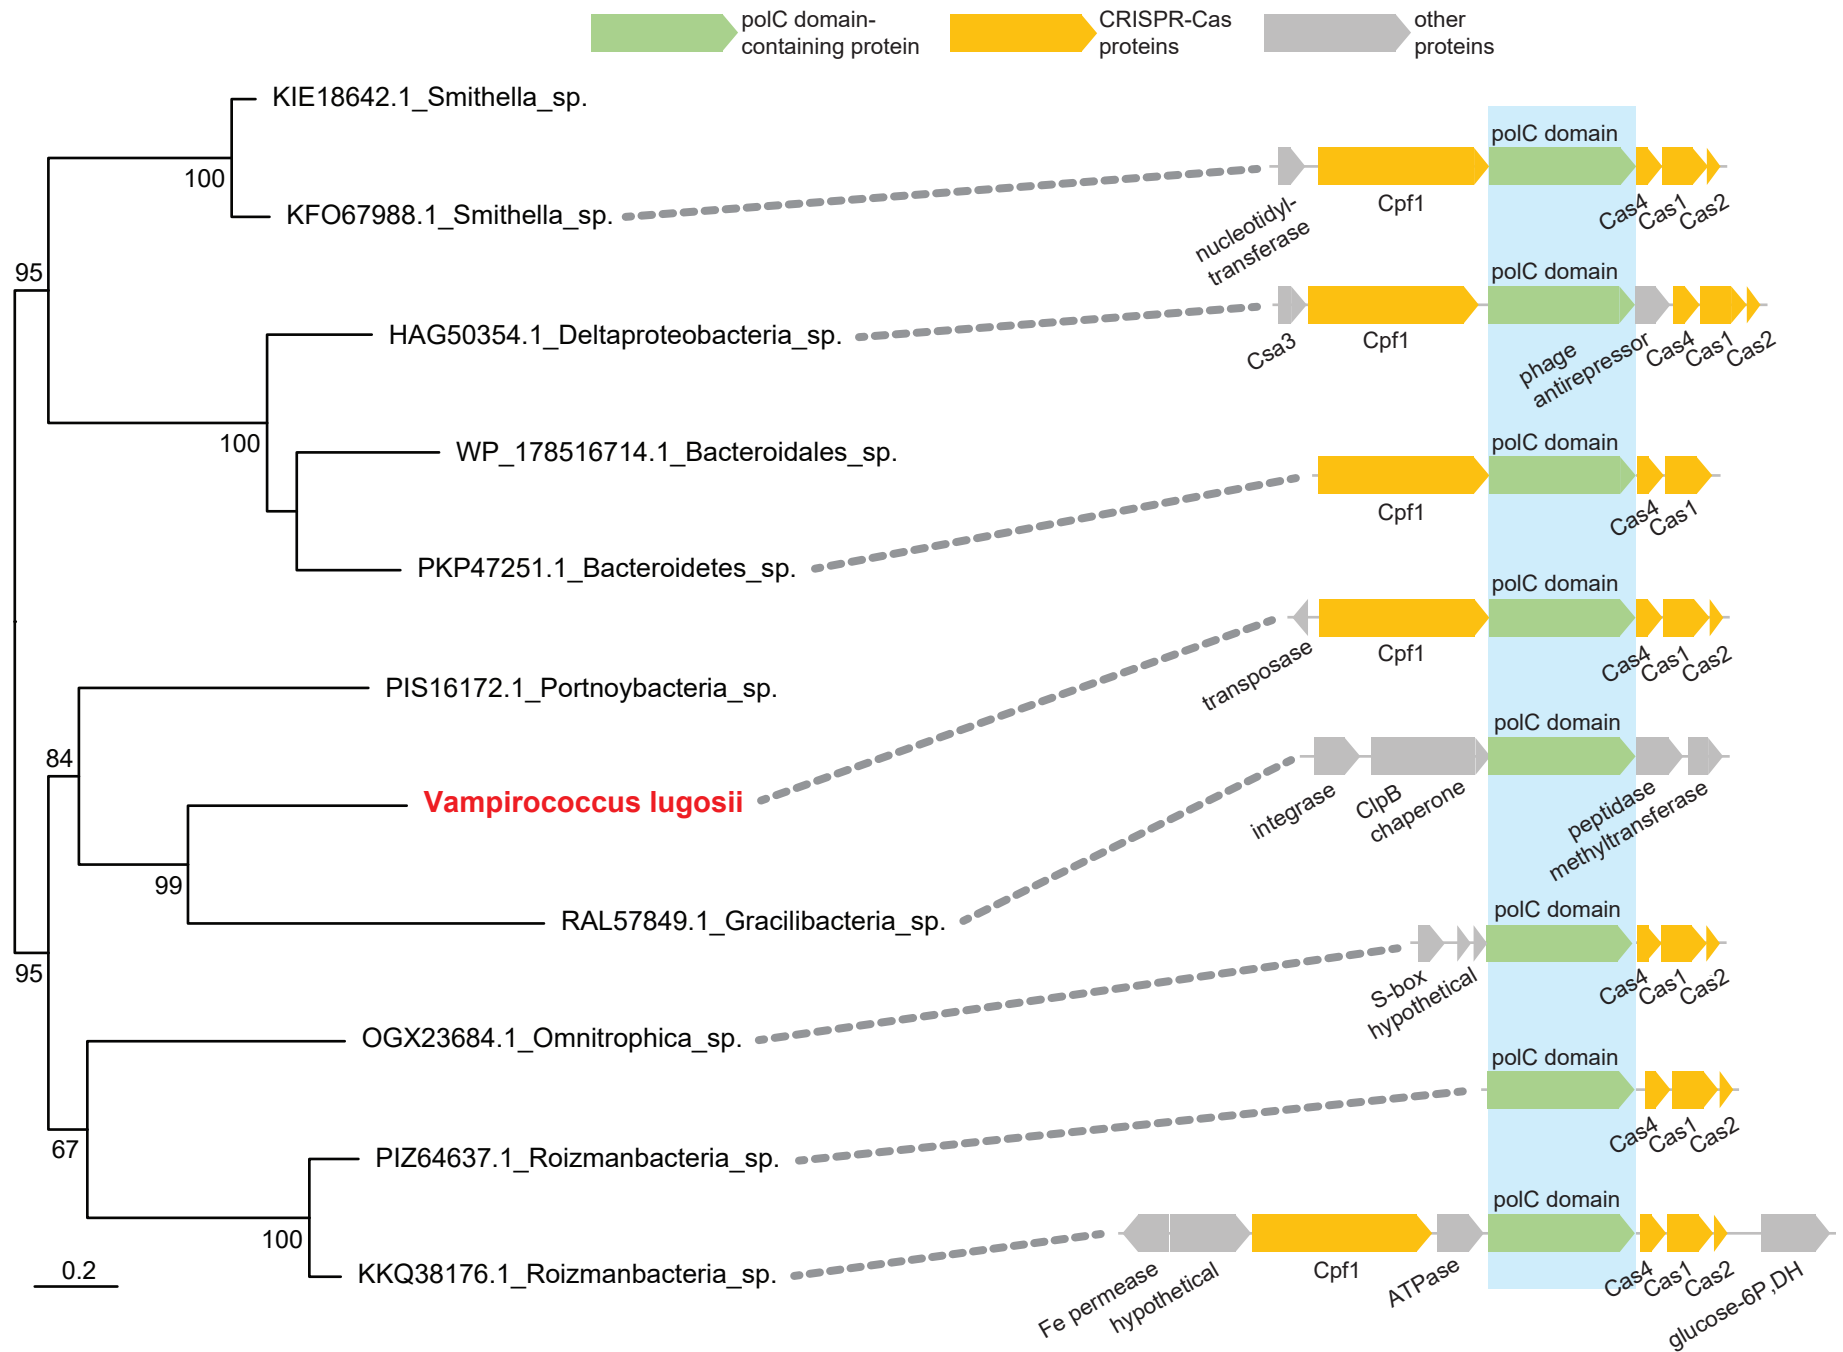 polC domain-
containing protein
CRISPR-Cas
proteins
other
proteins
KIE18642.1_Smithella_sp.
100
KFO67988.1_Smithella_sp.
polC domain
nucleotidyl-
transferase
Cpf1
Cas4
Cas1
Cas2
95
polC domain
HAG50354.1_Deltaproteobacteria_sp.
Csa3
Cpf1
phage
antirepressor
Cas4
Cas1
Cas2
100
WP_178516714.1_Bacteroidales_sp.
polC domain
Cpf1
Cas4
Cas1
PKP47251.1_Bacteroidetes_sp.
polC domain
transposase
Cpf1
Cas4
Cas1
Cas2
PIS16172.1_Portnoybacteria_sp.
84
Vampirococcus lugosii
polC domain
integrase
ClpB
chaperone
peptidase
methyltransferase
99
RAL57849.1_Gracilibacteria_sp.
polC domain
S-box
hypothetical
Cas4
Cas1
Cas2
95
OGX23684.1_Omnitrophica_sp.
polC domain
Cas4
Cas1
Cas2
67
PIZ64637.1_Roizmanbacteria_sp.
100
polC domain
KKQ38176.1_Roizmanbacteria_sp.
Fe permease
hypothetical
Cpf1
ATPase
Cas4
Cas1
Cas2
glucose-6P,DH
0.2